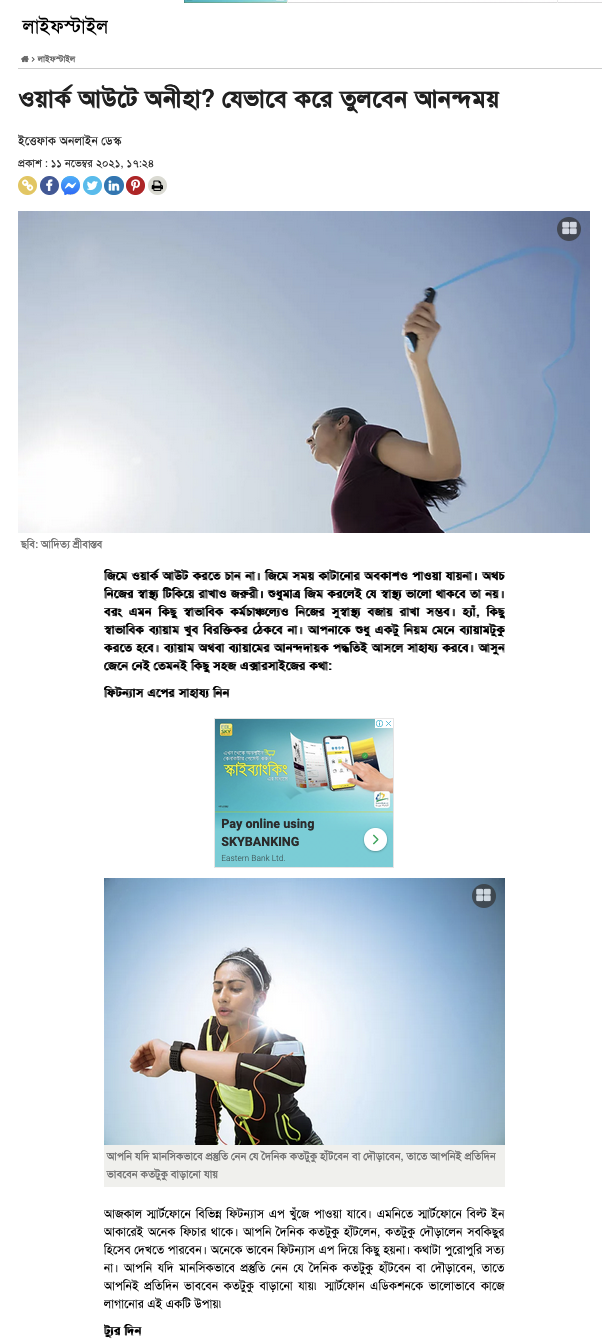 লাইফস্টাইল
লাইফস্টাইল
ওয়ার্ক আউটে অনীহা? যেভাবে করে তুলবেন আনন্দময়
ইত্তেফাক অনলাইন ডেস্ক
প্রকাশ : ১১ নভেম্বর ২০২১, ১৭:২৪
ছবি: আদিত্য শ্রীবাস্তব
জিমে ওয়ার্ক আউট করতে চান না। জিমে সময় কাটানোর অবকাশও পাওয়া যায়না। অথচ
নিজের স্বাস্থ্য টিকিয়ে রাখাও জরুরী। শুধুমাত্র জিম করলেই যে স্বাস্থ্য ভালো থাকবে তা নয়।
বরং এমন কিছু স্বাভাবিক কর্মচাঞ্চল্যেও নিজের সুস্বাস্থ্য বজায় রাখা সম্ভব। হ্যাঁ, কিছু
স্বাভাবিক ব্যায়াম খুব বিরক্তিকর ঠেকবে না। আপনাকে শুধু একটু নিয়ম মেনে ব্যায়ামটুকু
করতে হবে। ব্যায়াম অথবা ব্যায়ামের আনন্দদায়ক পদ্ধতিই আসলে সাহায্য করবে। আসুন
জেনে নেই তেমনই কিছু সহজ এক্সারসাইজের কথা:
ফিটন্যাস এপের সাহায্য নিন
স্কাইব্যাংকিং
Pay online using
SKYBANKING
Eastern Bank Ltd.
আপনি যদি মানসিকভাবে প্রস্তুতি নেন যে দৈনিক কতটুকু হাঁটবেন বা দৌড়াবেন, তাতে আপনিই প্রতিদিন
ভাববেন কতটুকু বাড়ানো যায়
আজকাল স্মার্টফোনে বিভিন্ন ফিটন্যাস এপ খুঁজে পাওয়া যাবে। এমনিতে স্মার্টফোনে বিল্ট ইন
আকারেই অনেক ফিচার থাকে। আপনি দৈনিক কতটুকু হাঁটলেন, কতটুকু দৌড়ালেন সবকিছুর
হিসেব দেখতে পারবেন। অনেকে ভাবেন ফিটন্যাস এপ দিয়ে কিছু হয়না। কথাটা পুরোপুরি সত্য
না। আপনি যদি মানসিকভাবে প্রস্তুতি নেন যে দৈনিক কতটুকু হাঁটবেন বা দৌড়াবেন, তাতে
আপনিই প্রতিদিন ভাববেন কতটুকু বাড়ানো যায়৷ স্মার্টফোন এডিকশনকে ভালোভাবে কাজে
লাগানোর এই একটি উপায়৷
ট্যুর দিন